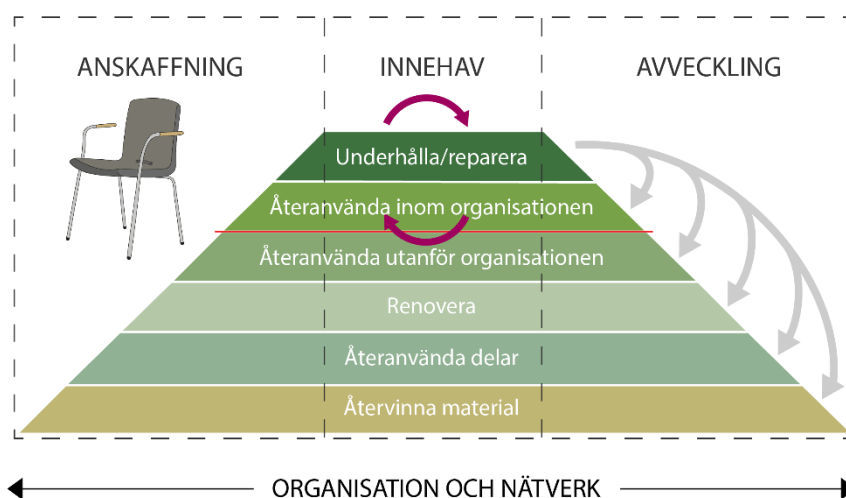 ANSKAFFNING
INNEHAV
AVVECKLING
Underhålla/reparera
Återanvända inom organisationen
Återanvända utanför organisationen
Renovera
Återanvända delar
Återvinna material
ORGANISATION OCH NÄTVERK